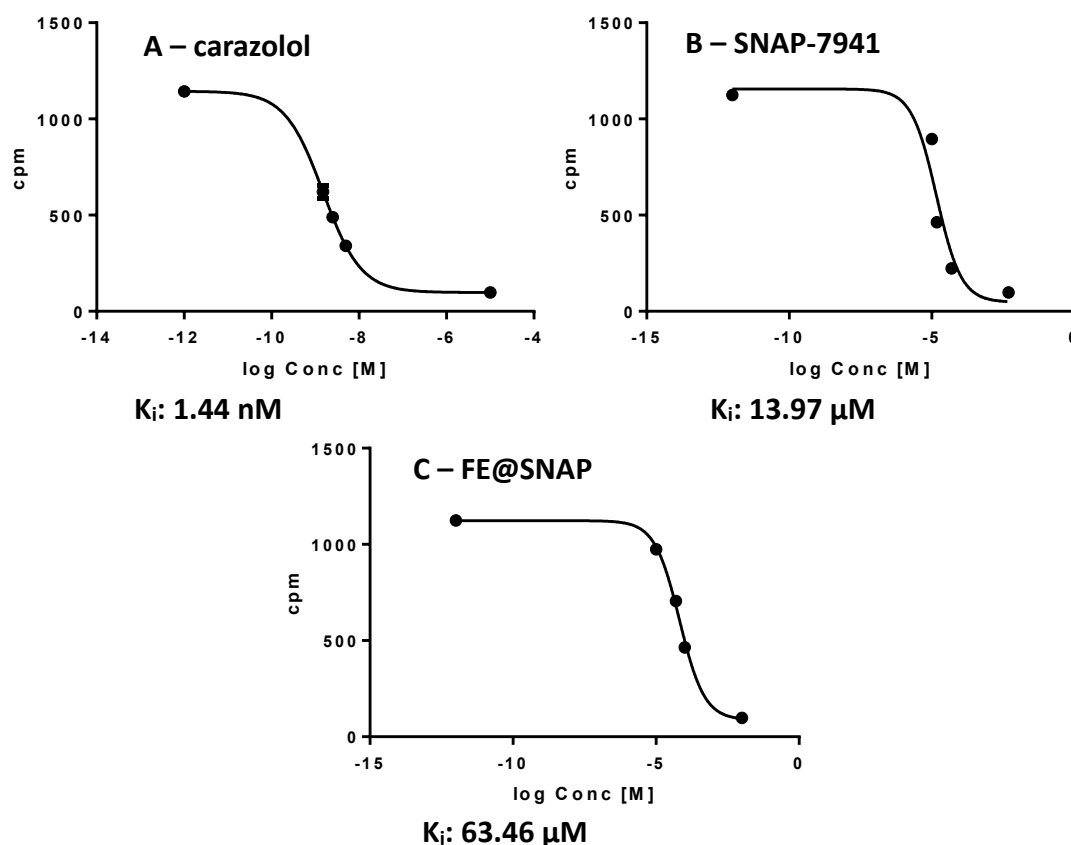 A – carazolol
1500
1000
500
0
cpm
-14
-12
-10
-8
-6
-4
log Conc [M]
Ki: 1.44 nM
B – SNAP-7941
1500
1000
500
0
cpm
-15
-10
-5
0
log Conc [M]
Ki: 13.97 µM
C – FE@SNAP
1500
1000
500
0
cpm
-15
-10
-5
0
log Conc [M]
Ki: 63.46 µM